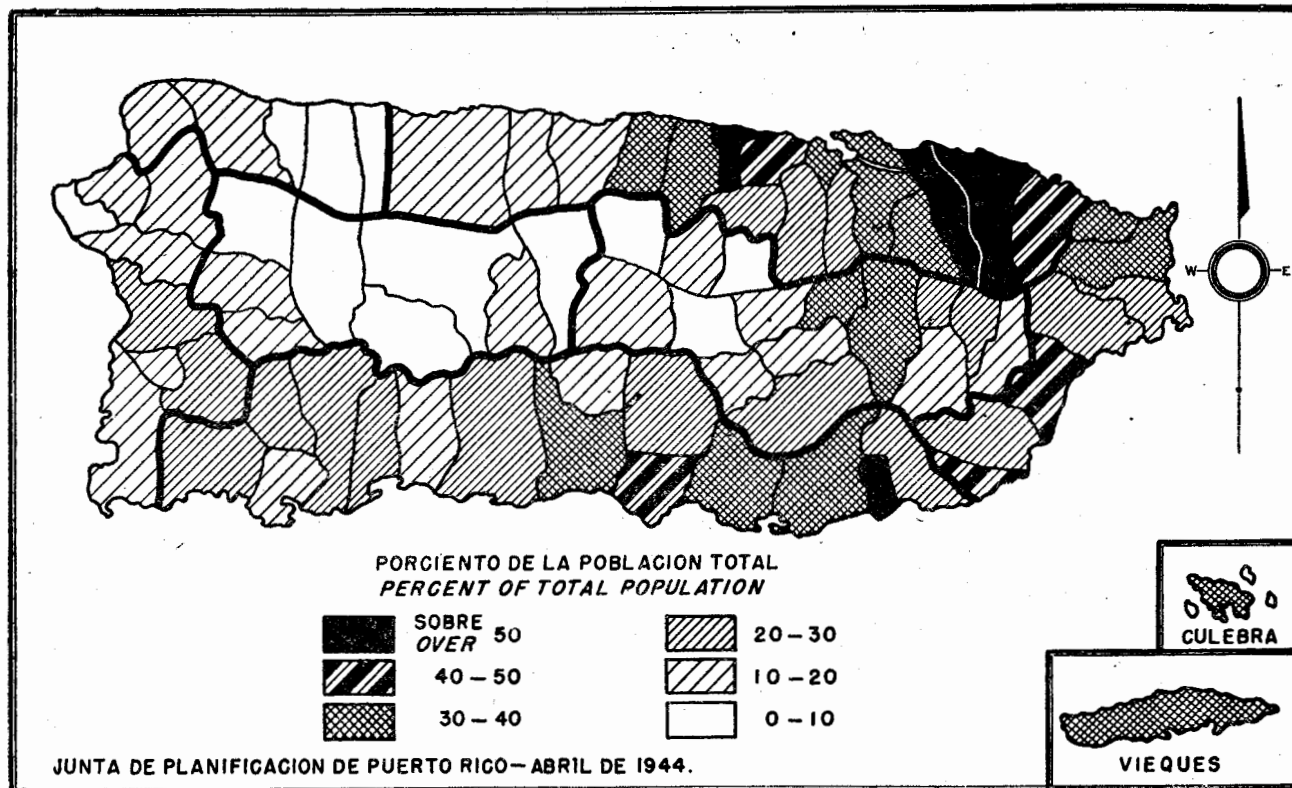 W E
PORCIENTO DE LA POBLACION TOTAL
PERCENT OF TOTAL POPULATION
SOBRE
OVER 50
40-50
30-40
20-30
10-20
0-10
CULEBRA
VIEQUES
JUNTA DE PLANIFICACION DE PUERTO RICO-ABRIL DE 1944.